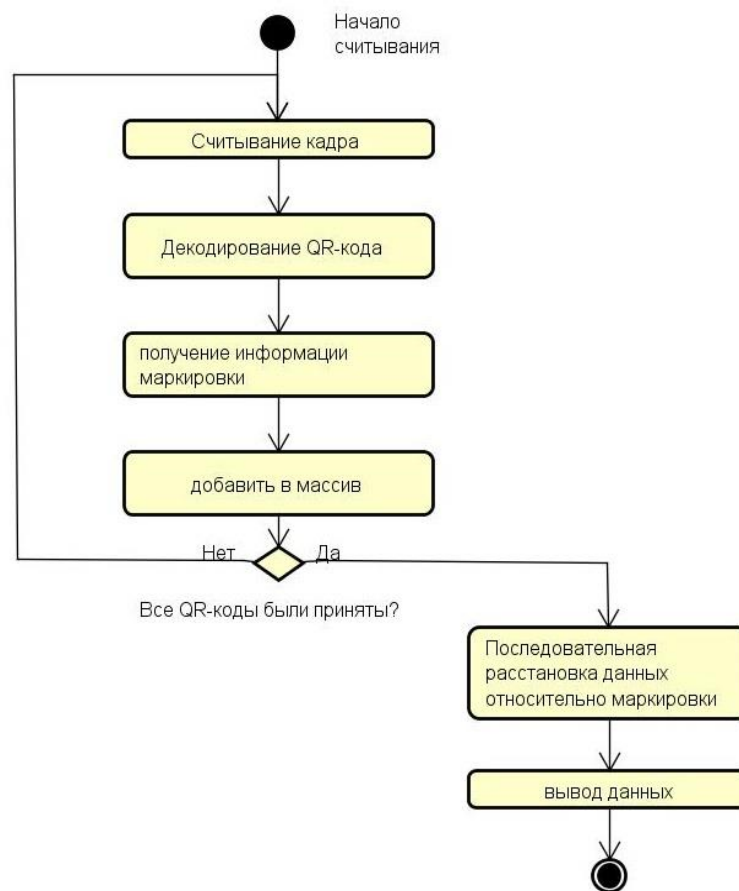 Начало
считывания
Считывание кадра
Декодирование QR-кода
получение информации
маркировки
добавить в массив
Нет
Да
Все QR-коды были приняты?
Последовательная
расстановка данных
относительно маркировки
вывод данных